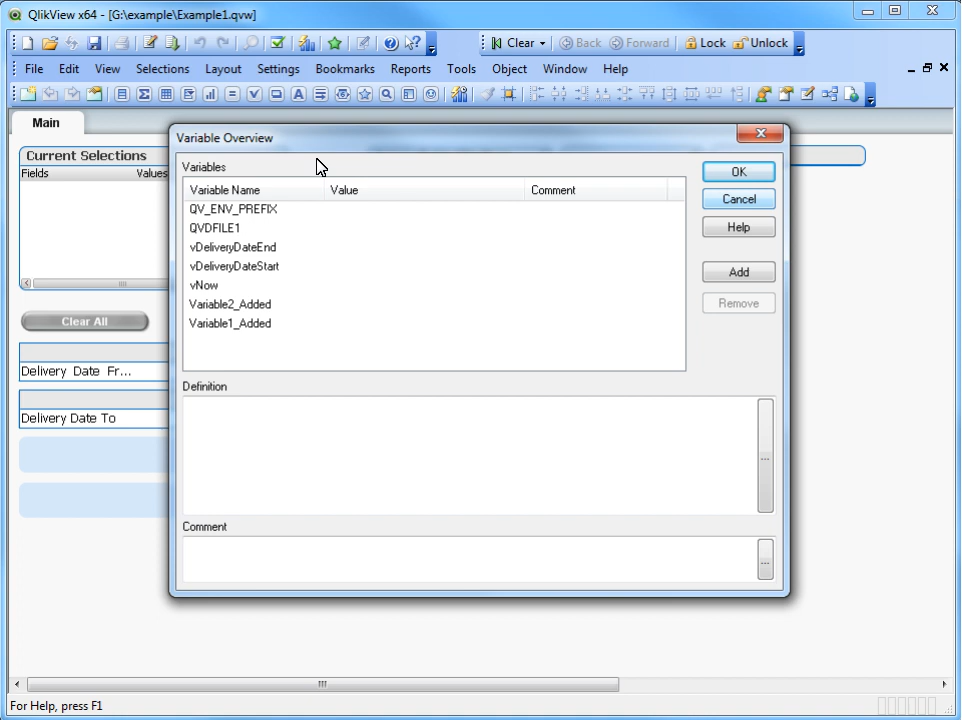 QlikView x64 - [G:\example\Example1.qvw]
Clear Back Forward Lock Unlock
File Edit View Selections Layout Settings Bookmarks Reports Tools Object Window Help
Main
Variable Overview
Current Selections
Fields Values
Variables
Variable Name Value Comment
QV_ENV_PREFIX
QVDFILE1
vDeliveryDateEnd
vDeliveryDateStart
vNow
Variable2_Added
Variable1_Added
OK
Cancel
Help
Add
Remove
Clear All
Delivery Date Fr...
Delivery Date To
Definition
...
Comment
...
For Help, press F1